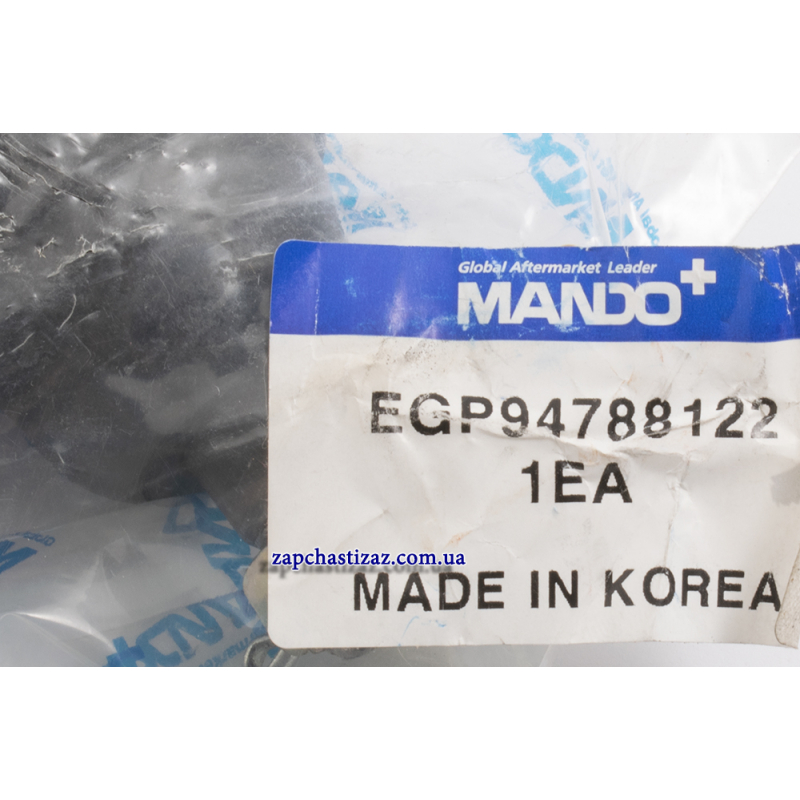 Global Aftermarket Leader
MANDO+
EGP94788122
1EA
zapchastizaz.com.ua
MADE IN KOREA